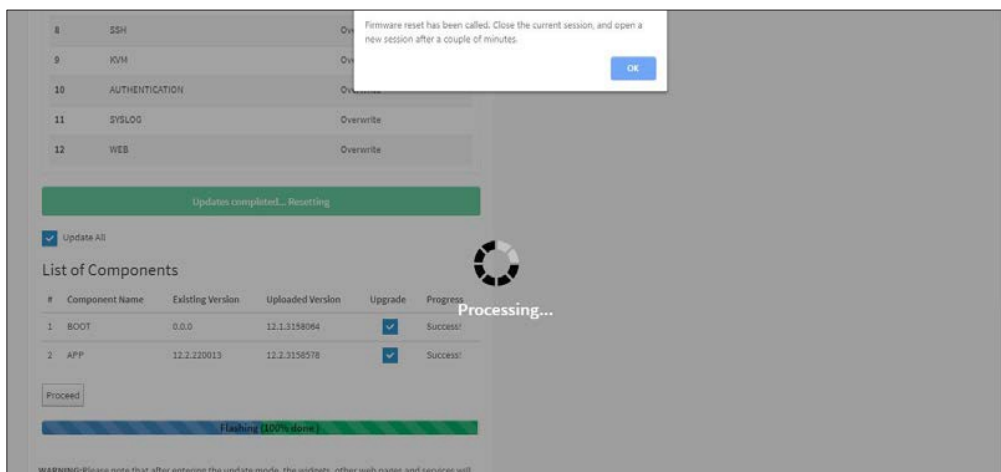 Firmware reset has been called. Close the current session, and open a
new session after a couple of minutes.
OK
8 SSH
9 KVM
10 AUTHENTICATION
11 SYSLOG Overwrite
12 WEB Overwrite
Updates completed... Resetting
Update All
List of Components
# Component Name Existing Version Uploaded Version Upgrade Progress
Processing...
1 BOOT 0.0.0 12.1.3158064 Success!
2 APP 12.2.220013 12.2.3158578 Success!
Proceed
Flashing (100% done )
WARNING:Please note that after entering the update mode, the widgets, other web pages and services will